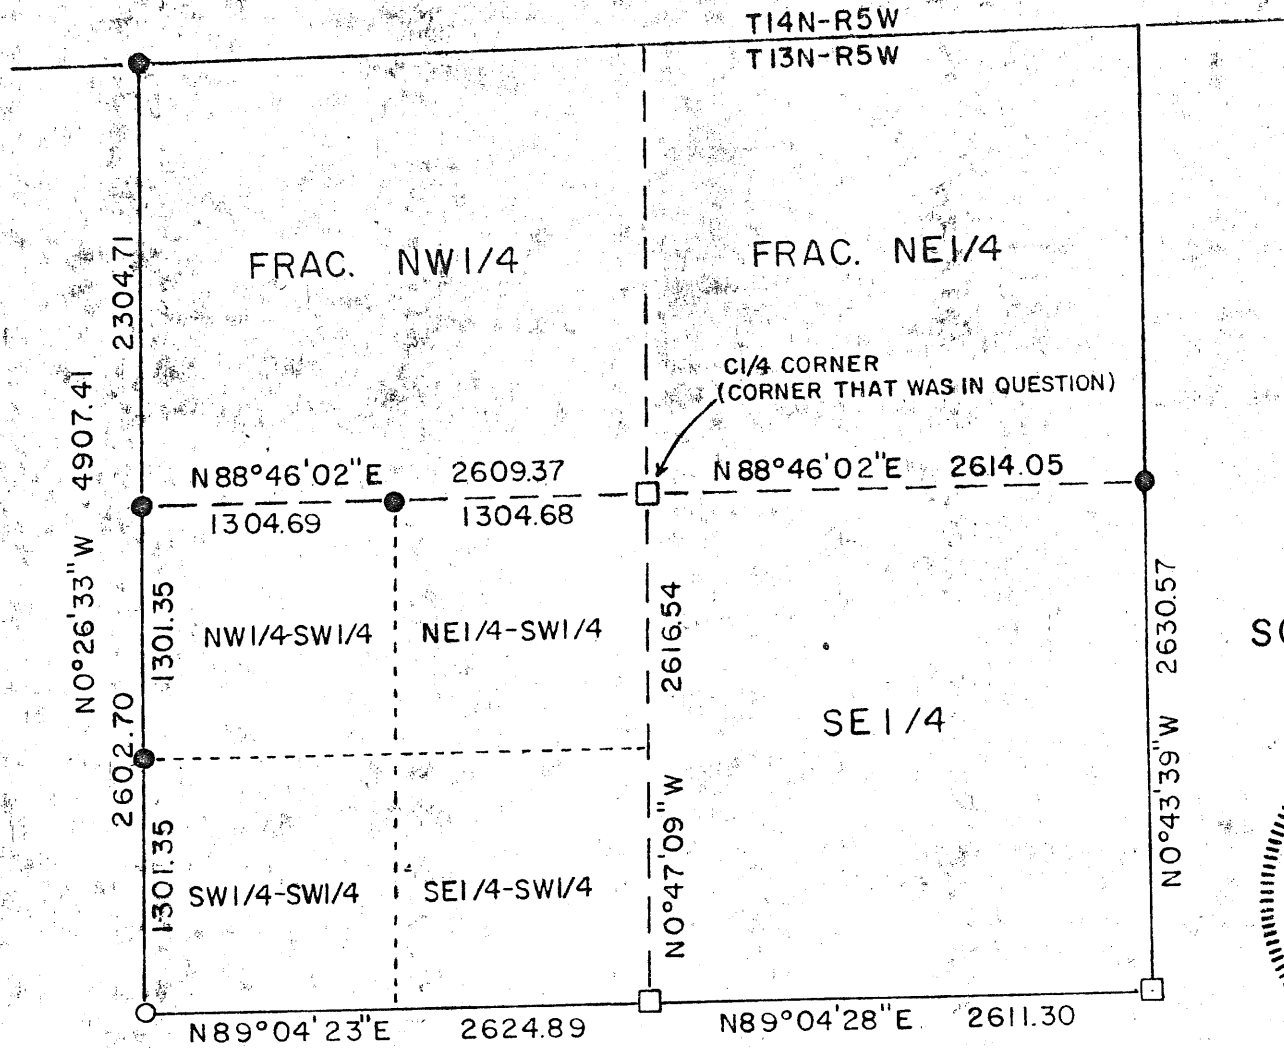 T14N-R5W
T13N-R5W
FRAC. NW1/4
FRAC. NE1/4
2304.71
N0°26'33"W 4907.41
C1/4 CORNER
(CORNER THAT WAS IN QUESTION)
N88°46'02"E 2609.37
N88°46'02"E 2614.05
1304.69
1304.68
1301.35
NW1/4-SW1/4
NE1/4-SW1/4
2616.54
2630.57
2602.70
SE1/4
N0°47'09"W
N0°43'39"W
1301.35
SW1/4-SW1/4
SE1/4-SW1/4
N89°04'23"E 2624.89
N89°04'28"E 2611.30